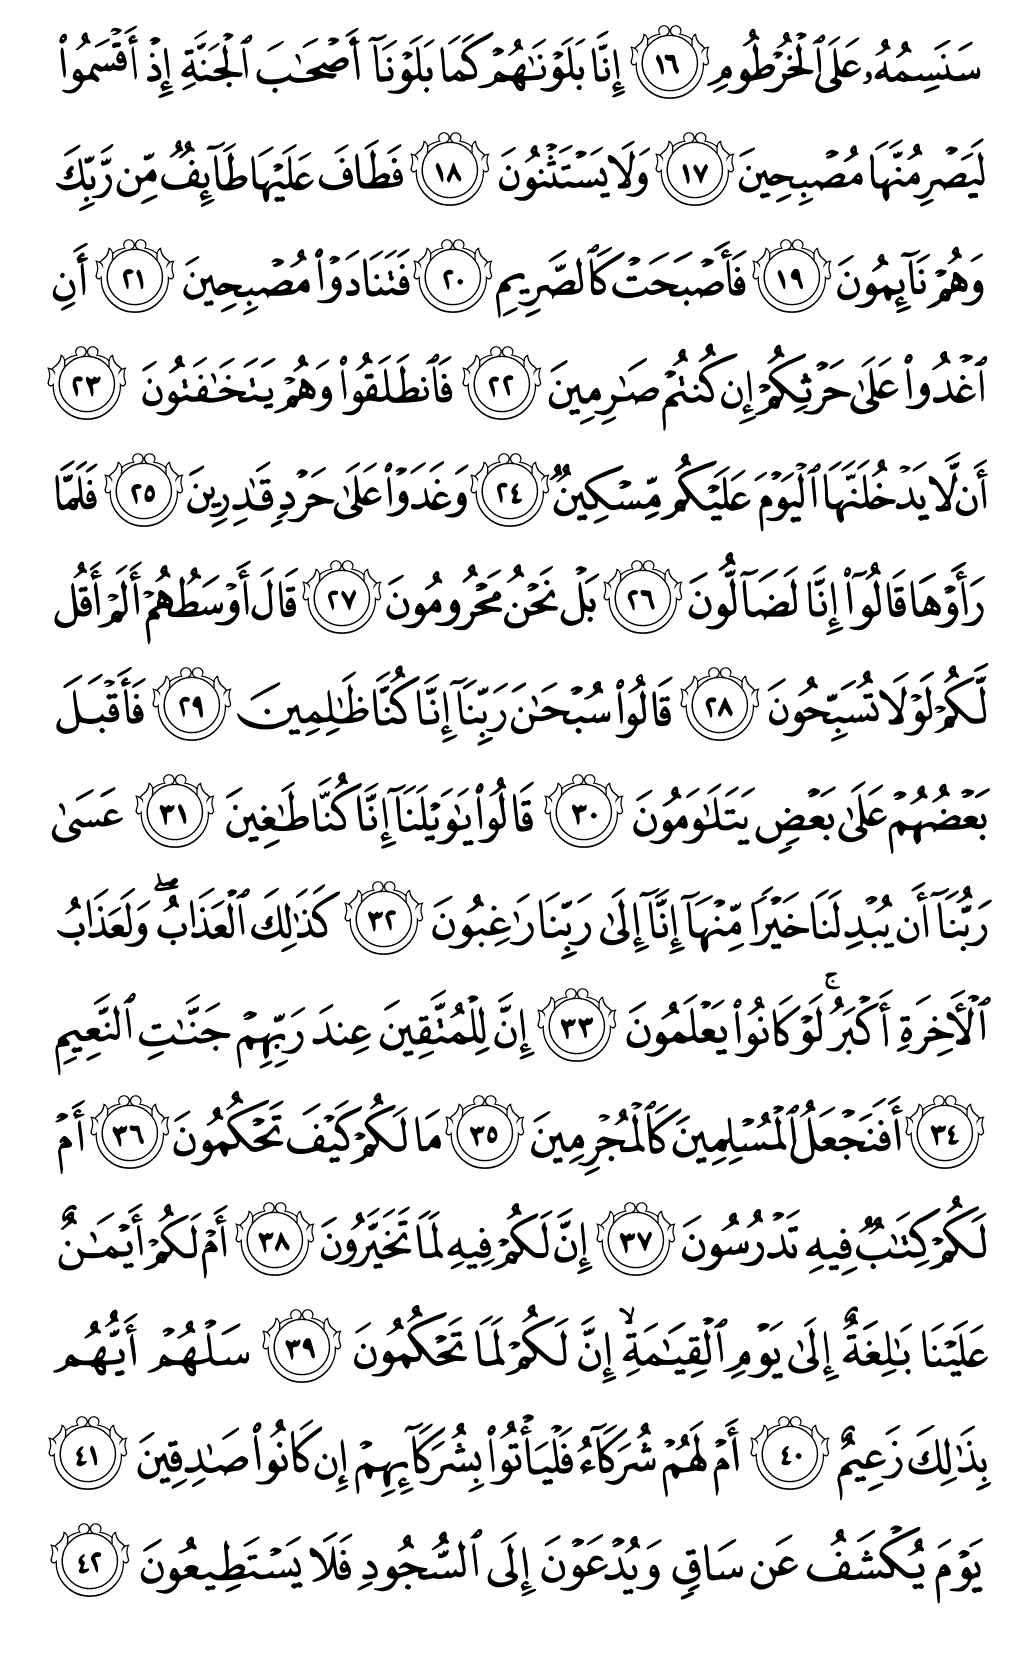 سَنَسِمُهُۥ عَلَى ٱلْخُرْطُومِ ١٦ إِنَّا بَلَوْنَٰهُمْ كَمَا بَلَوْنَآ أَصْحَٰبَ ٱلْجَنَّةِ إِذْ أَقْسَمُوا۟
لَيَصْرِمُنَّهَا مُصْبِحِينَ ١٧ وَلَا يَسْتَثْنُونَ ١٨ فَطَافَ عَلَيْهَا طَآئِفٌ مِّن رَّبِّكَ
وَهُمْ نَآئِمُونَ ١٩ فَأَصْبَحَتْ كَٱلصَّرِيمِ ٢٠ فَتَنَادَوْا۟ مُصْبِحِينَ ٢١ أَنِ
ٱغْدُوا۟ عَلَىٰ حَرْثِكُمْ إِن كُنتُمْ صَٰرِمِينَ ٢٢ فَٱنطَلَقُوا۟ وَهُمْ يَتَخَٰفَتُونَ ٢٣
أَن لَّا يَدْخُلَنَّهَا ٱلْيَوْمَ عَلَيْكُم مِّسْكِينٌ ٢٤ وَغَدَوْا۟ عَلَىٰ حَرْدٍ قَٰدِرِينَ ٢٥ فَلَمَّا
رَأَوْهَا قَالُوٓا۟ إِنَّا لَضَآلُّونَ ٢٦ بَلْ نَحْنُ مَحْرُومُونَ ٢٧ قَالَ أَوْسَطُهُمْ أَلَمْ أَقُل
لَّكُمْ لَوْلَا تُسَبِّحُونَ ٢٨ قَالُوا۟ سُبْحَٰنَ رَبِّنَآ إِنَّا كُنَّا ظَٰلِمِينَ ٢٩ فَأَقْبَلَ
بَعْضُهُمْ عَلَىٰ بَعْضٍ يَتَلَٰوَمُونَ ٣٠ قَالُوا۟ يَٰوَيْلَنَآ إِنَّا كُنَّا طَٰغِينَ ٣١ عَسَىٰ
رَبُّنَآ أَن يُبْدِلَنَا خَيْرًا مِّنْهَآ إِنَّآ إِلَىٰ رَبِّنَا رَٰغِبُونَ ٣٢ كَذَٰلِكَ ٱلْعَذَابُ ۖ وَلَعَذَابُ
ٱلْءَاخِرَةِ أَكْبَرُ ۚ لَوْ كَانُوا۟ يَعْلَمُونَ ٣٣ إِنَّ لِلْمُتَّقِينَ عِندَ رَبِّهِمْ جَنَّٰتِ ٱلنَّعِيمِ
٣٤ أَفَنَجْعَلُ ٱلْمُسْلِمِينَ كَٱلْمُجْرِمِينَ ٣٥ مَا لَكُمْ كَيْفَ تَحْكُمُونَ ٣٦ أَمْ
لَكُمْ كِتَٰبٌ فِيهِ تَدْرُسُونَ ٣٧ إِنَّ لَكُمْ فِيهِ لَمَا تَخَيَّرُونَ ٣٨ أَمْ لَكُمْ أَيْمَٰنٌ
عَلَيْنَا بَٰلِغَةٌ إِلَىٰ يَوْمِ ٱلْقِيَٰمَةِ ۙ إِنَّ لَكُمْ لَمَا تَحْكُمُونَ ٣٩ سَلْهُمْ أَيُّهُم
بِذَٰلِكَ زَعِيمٌ ٤٠ أَمْ لَهُمْ شُرَكَآءُ فَلْيَأْتُوا۟ بِشُرَكَآئِهِمْ إِن كَانُوا۟ صَٰدِقِينَ ٤١
يَوْمَ يُكْشَفُ عَن سَاقٍ وَيُدْعَوْنَ إِلَى ٱلسُّجُودِ فَلَا يَسْتَطِيعُونَ ٤٢